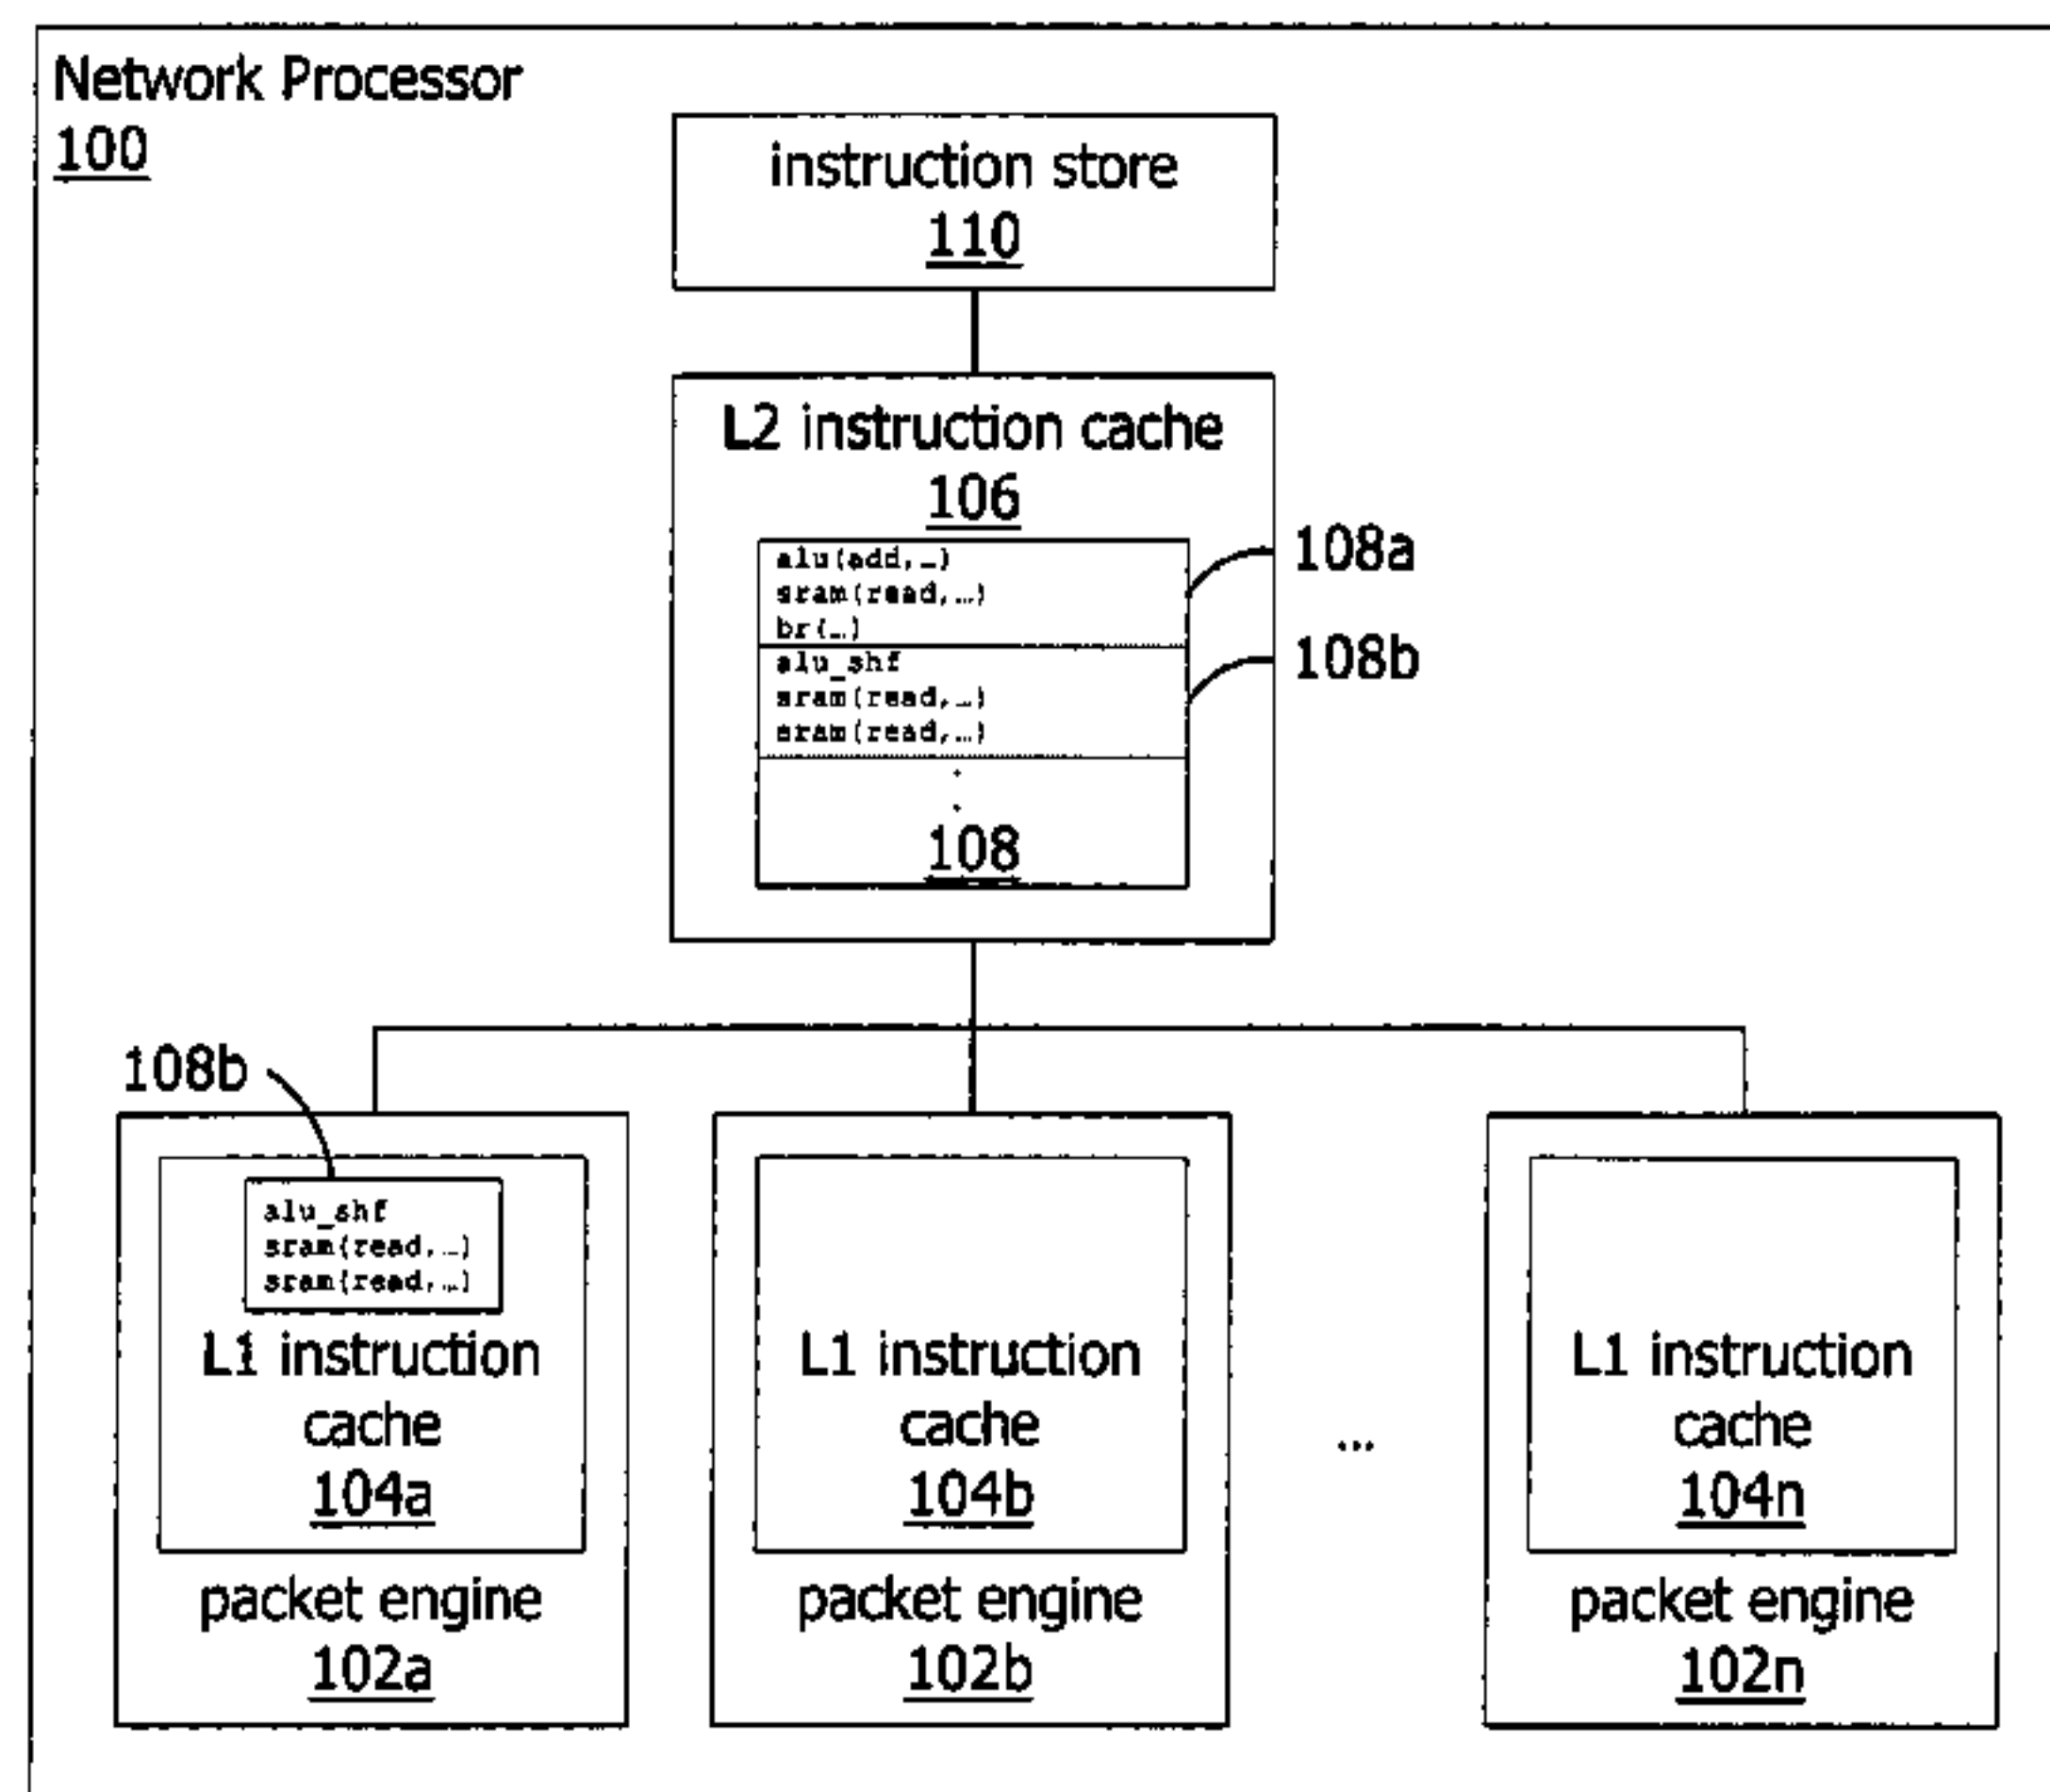 Network Processor
100
instruction store
110
L2 instruction cache
106
alu(add,…)
sram(read,…)
br(…)
108a
alu_shf
sram(read,…)
sram(read,…)
108b
.
.
108
108b
alu_shf
sram(read,…)
sram(read,…)
L1 instruction
cache
104a
packet engine
102a
L1 instruction
cache
104b
packet engine
102b
...
L1 instruction
cache
104n
packet engine
102n